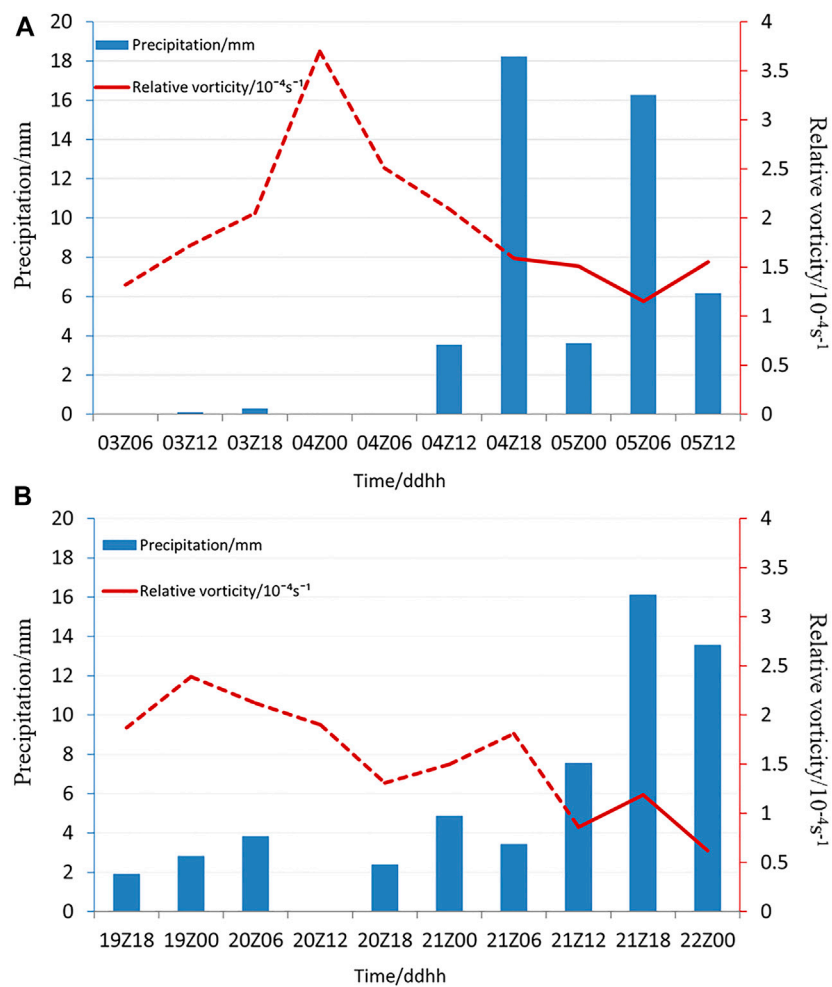 A
Precipitation/mm
Relative vorticity/10⁻⁴s⁻¹
20
18
16
14
12
10
8
6
4
2
0
Precipitation/mm
4
3.5
3
2.5
2
1.5
1
0.5
0
Relative vorticity/10⁻⁴s⁻¹
03Z06 03Z12 03Z18 04Z00 04Z06 04Z12 04Z18 05Z00 05Z06 05Z12
Time/ddhh
B
Precipitation/mm
Relative vorticity/10⁻⁴s⁻¹
20
18
16
14
12
10
8
6
4
2
0
Precipitation/mm
4
3.5
3
2.5
2
1.5
1
0.5
0
Relative vorticity/10⁻⁴s⁻¹
19Z18 19Z00 20Z06 20Z12 20Z18 21Z00 21Z06 21Z12 21Z18 22Z00
Time/ddhh